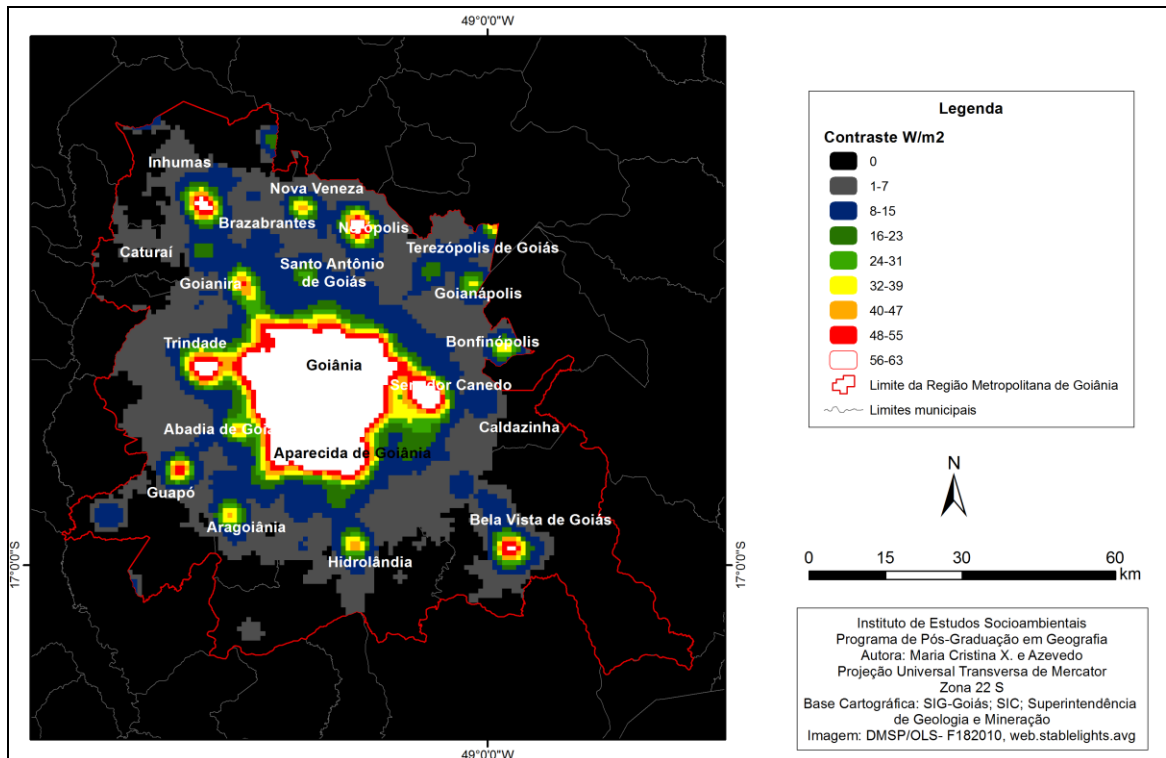 49°0'0"W
Inhumas
Nova Veneza
Brazabrantes
Nerópolis
Caturaí
Terezópolis de Goiás
Santo Antônio
de Goiás
Goianira
Goianápolis
Trindade
Bonfinópolis
Goiânia
Senador Canedo
Abadia de Goiás
Caldazinha
Aparecida de Goiânia
Guapó
Aragoiânia
Bela Vista de Goiás
Hidrolândia
17°0'0"S
17°0'0"S
49°0'0"W
Legenda
Contraste W/m2
0
1-7
8-15
16-23
24-31
32-39
40-47
48-55
56-63
Limite da Região Metropolitana de Goiânia
Limites municipais
N
0 15 30 60
km
Instituto de Estudos Socioambientais
Programa de Pós-Graduação em Geografia
Autora: Maria Cristina X. e Azevedo
Projeção Universal Transversa de Mercator
Zona 22 S
Base Cartográfica: SIG-Goiás; SIC; Superintendência
de Geologia e Mineração
Imagem: DMSP/OLS- F182010, web.stablelights.avg